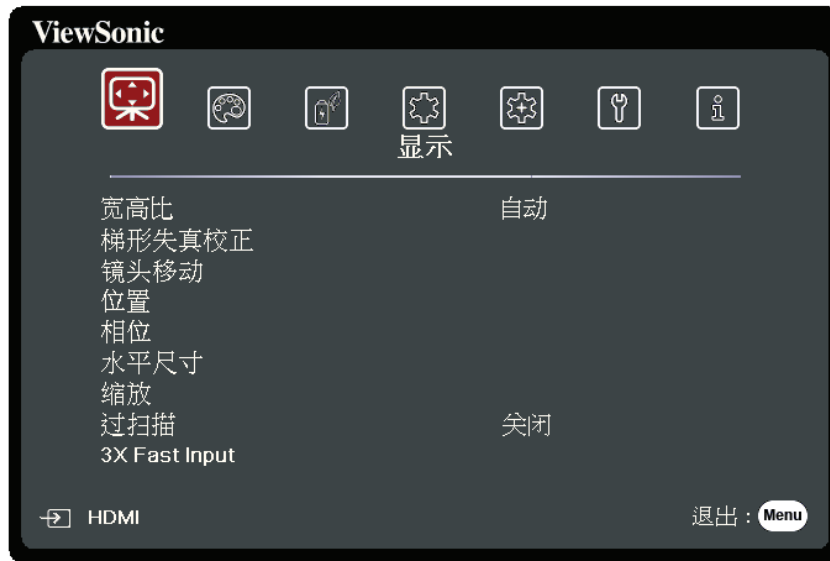 ViewSonic
显示
宽高比 自动
梯形失真校正
镜头移动
位置
相位
水平尺寸
缩放
过扫描 关闭
3X Fast Input
HDMI 退出：Menu